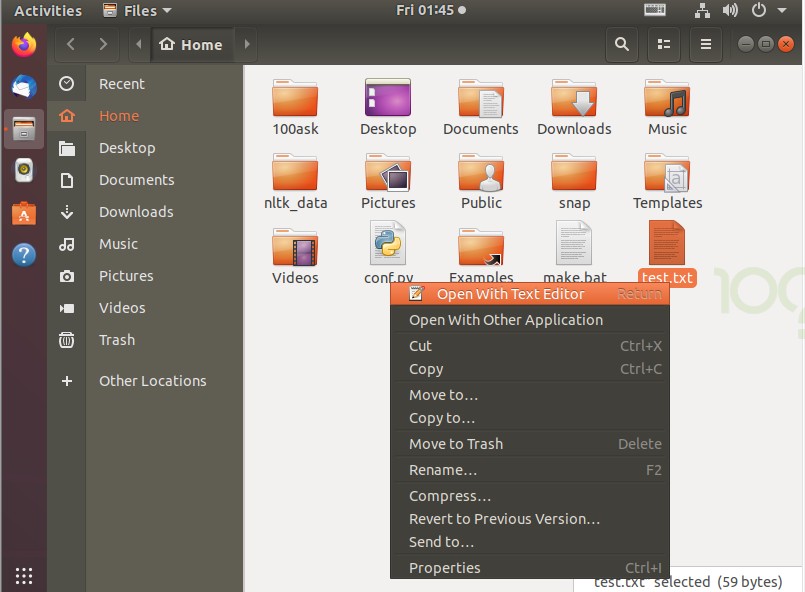 Activities Files Fri 01:45
Home
Recent
Home
Desktop
Documents
Downloads
Music
Pictures
Videos
Trash
Other Locations
100ask Desktop Documents Downloads Music
nltk_data Pictures Public snap Templates
Videos conf.py Examples make.bat test.txt
Open With Text Editor Return
Open With Other Application
Cut Ctrl+X
Copy Ctrl+C
Move to…
Copy to…
Move to Trash Delete
Rename… F2
Compress…
Revert to Previous Version…
Send to…
Properties Ctrl+I
"test.txt" selected (59 bytes)
100